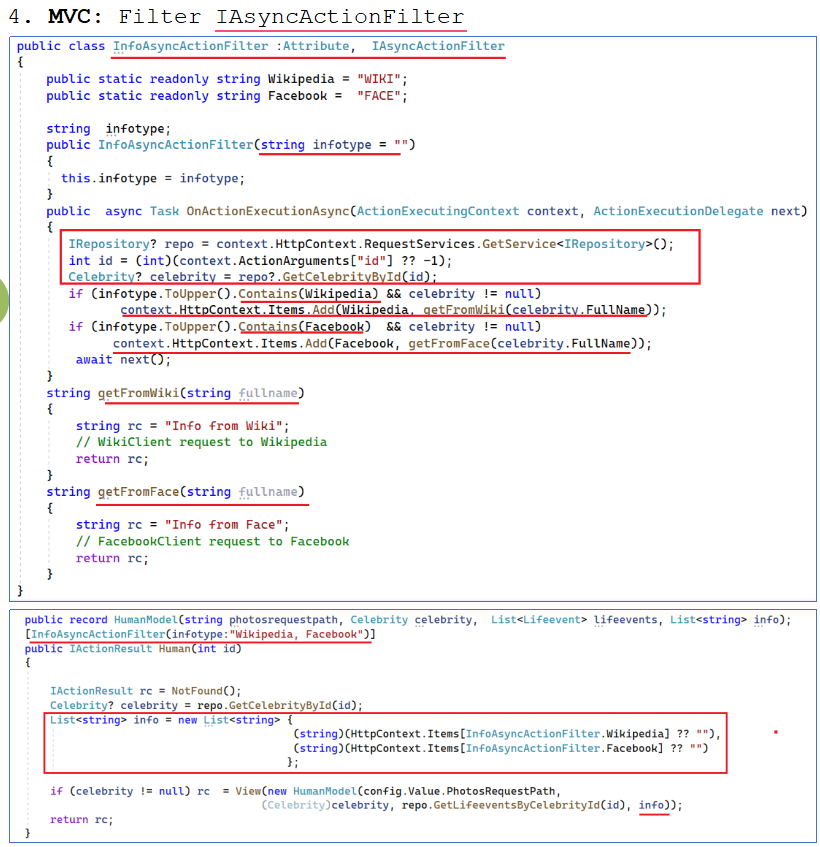 4. MVC: Filter IAsyncActionFilter
public class InfoAsyncActionFilter :Attribute,  IAsyncActionFilter
{
    public static readonly string Wikipedia = "WIKI";
    public static readonly string Facebook =  "FACE";
    string  infotype;
    public InfoAsyncActionFilter(string infotype = "")
    {
      this.infotype = infotype;
    }
    public  async Task OnActionExecutionAsync(ActionExecutingContext context, ActionExecutionDelegate next)
    {
       IRepository? repo = context.HttpContext.RequestServices.GetService<IRepository>();
       int id = (int)(context.ActionArguments["id"] ?? -1);
       Celebrity? celebrity = repo?.GetCelebrityById(id);
       if (infotype.ToUpper().Contains(Wikipedia) && celebrity != null)
              context.HttpContext.Items.Add(Wikipedia, getFromWiki(celebrity.FullName));
       if (infotype.ToUpper().Contains(Facebook)  && celebrity != null)
             context.HttpContext.Items.Add(Facebook, getFromFace(celebrity.FullName));
        await next();
    }
    string getFromWiki(string fullname)
    {
        string rc = "Info from Wiki";
        // WikiClient request to Wikipedia
        return rc;
    }
    string getFromFace(string fullname)
    {
        string rc = "Info from Face";
        // FacebookClient request to Facebook
        return rc;
    }
}
public record HumanModel(string photosrequestpath, Celebrity celebrity,  List<Lifeevent> lifeevents, List<string> info);
[InfoAsyncActionFilter(infotype:"Wikipedia, Facebook")]
public IActionResult Human(int id)
{
    IActionResult rc = NotFound();
    Celebrity? celebrity = repo.GetCelebrityById(id);
    List<string> info = new List<string> {
                                        (string)(HttpContext.Items[InfoAsyncActionFilter.Wikipedia] ?? ""),
                                        (string)(HttpContext.Items[InfoAsyncActionFilter.Facebook] ?? "")
                                       };
    if (celebrity != null) rc  = View(new HumanModel(config.Value.PhotosRequestPath,
                                   (Celebrity)celebrity, repo.GetLifeeventsByCelebrityId(id), info));
    return rc;
}